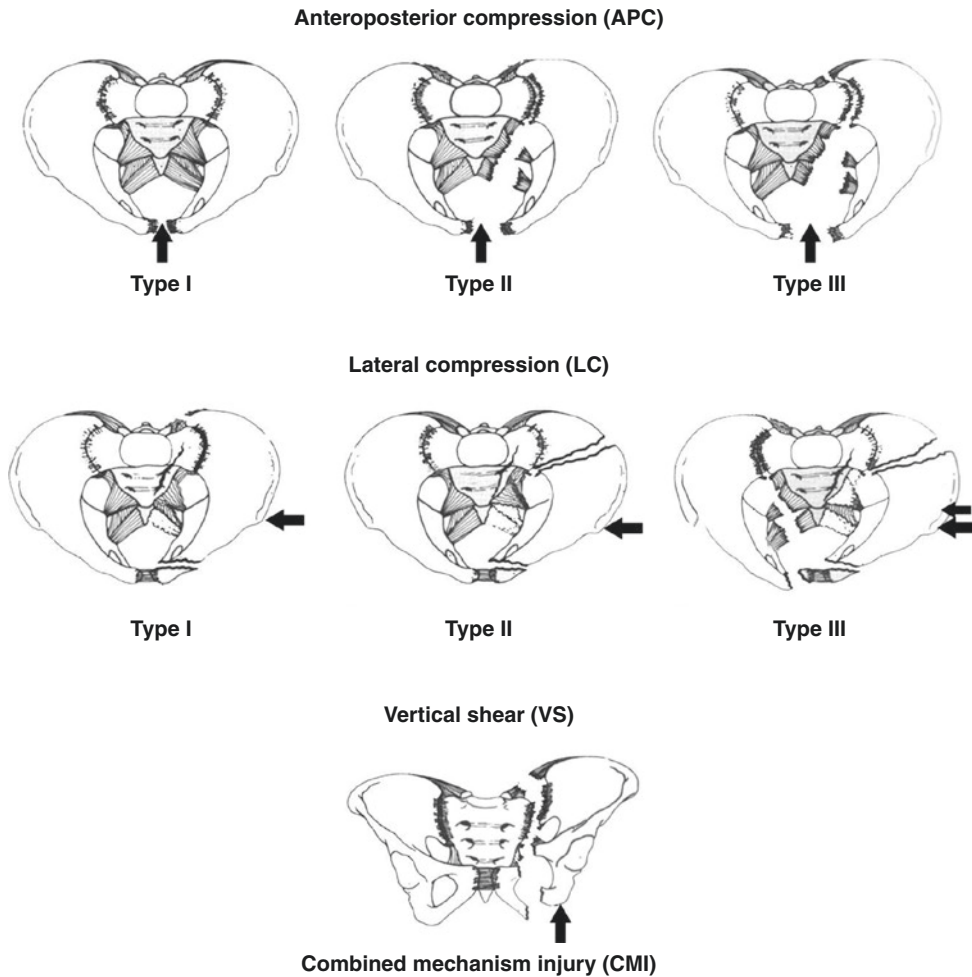 Anteroposterior compression (APC)
Type I
Type II
Type III
Lateral compression (LC)
Type I
Type II
Type III
Vertical shear (VS)
Combined mechanism injury (CMI)